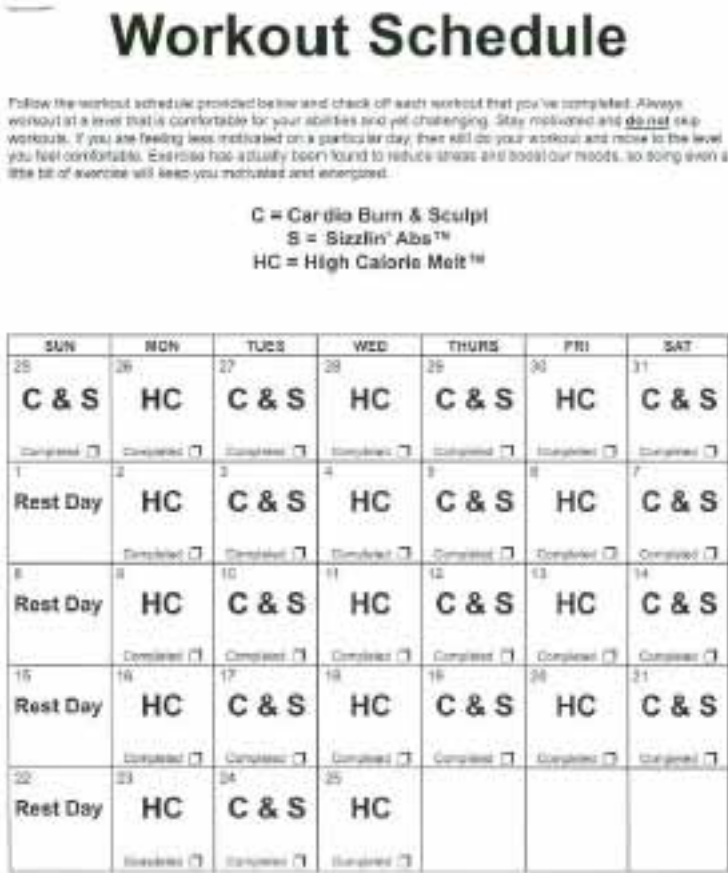 Workout Schedule
Follow the workout schedule provided below and check off each workout that you've completed. Always
workout at a level that is comfortable for your abilities and yet challenging. Stay motivated and do not skip
workouts. If you are feeling less motivated on a particular day, then still do your workout and move to the level
you feel comfortable. Exercise has actually been found to reduce stress and boost our moods, so doing even a
little bit of exercise will keep you motivated and energized.
C = Cardio Burn & Sculpt
S = Sizzlin' Abs™
HC = High Calorie Melt™
SUN MON TUES WED THURS FRI SAT
25 26 27 28 29 30 31
C & S HC C & S HC C & S HC C & S
Completed Completed Completed Completed Completed Completed Completed
1 2 3 4 5 6 7
Rest Day HC C & S HC C & S HC C & S
Completed Completed Completed Completed Completed Completed
8 9 10 11 12 13 14
Rest Day HC C & S HC C & S HC C & S
Completed Completed Completed Completed Completed Completed
15 16 17 18 19 20 21
Rest Day HC C & S HC C & S HC C & S
Completed Completed Completed Completed Completed Completed
22 23 24 25
Rest Day HC C & S HC
Completed Completed Completed